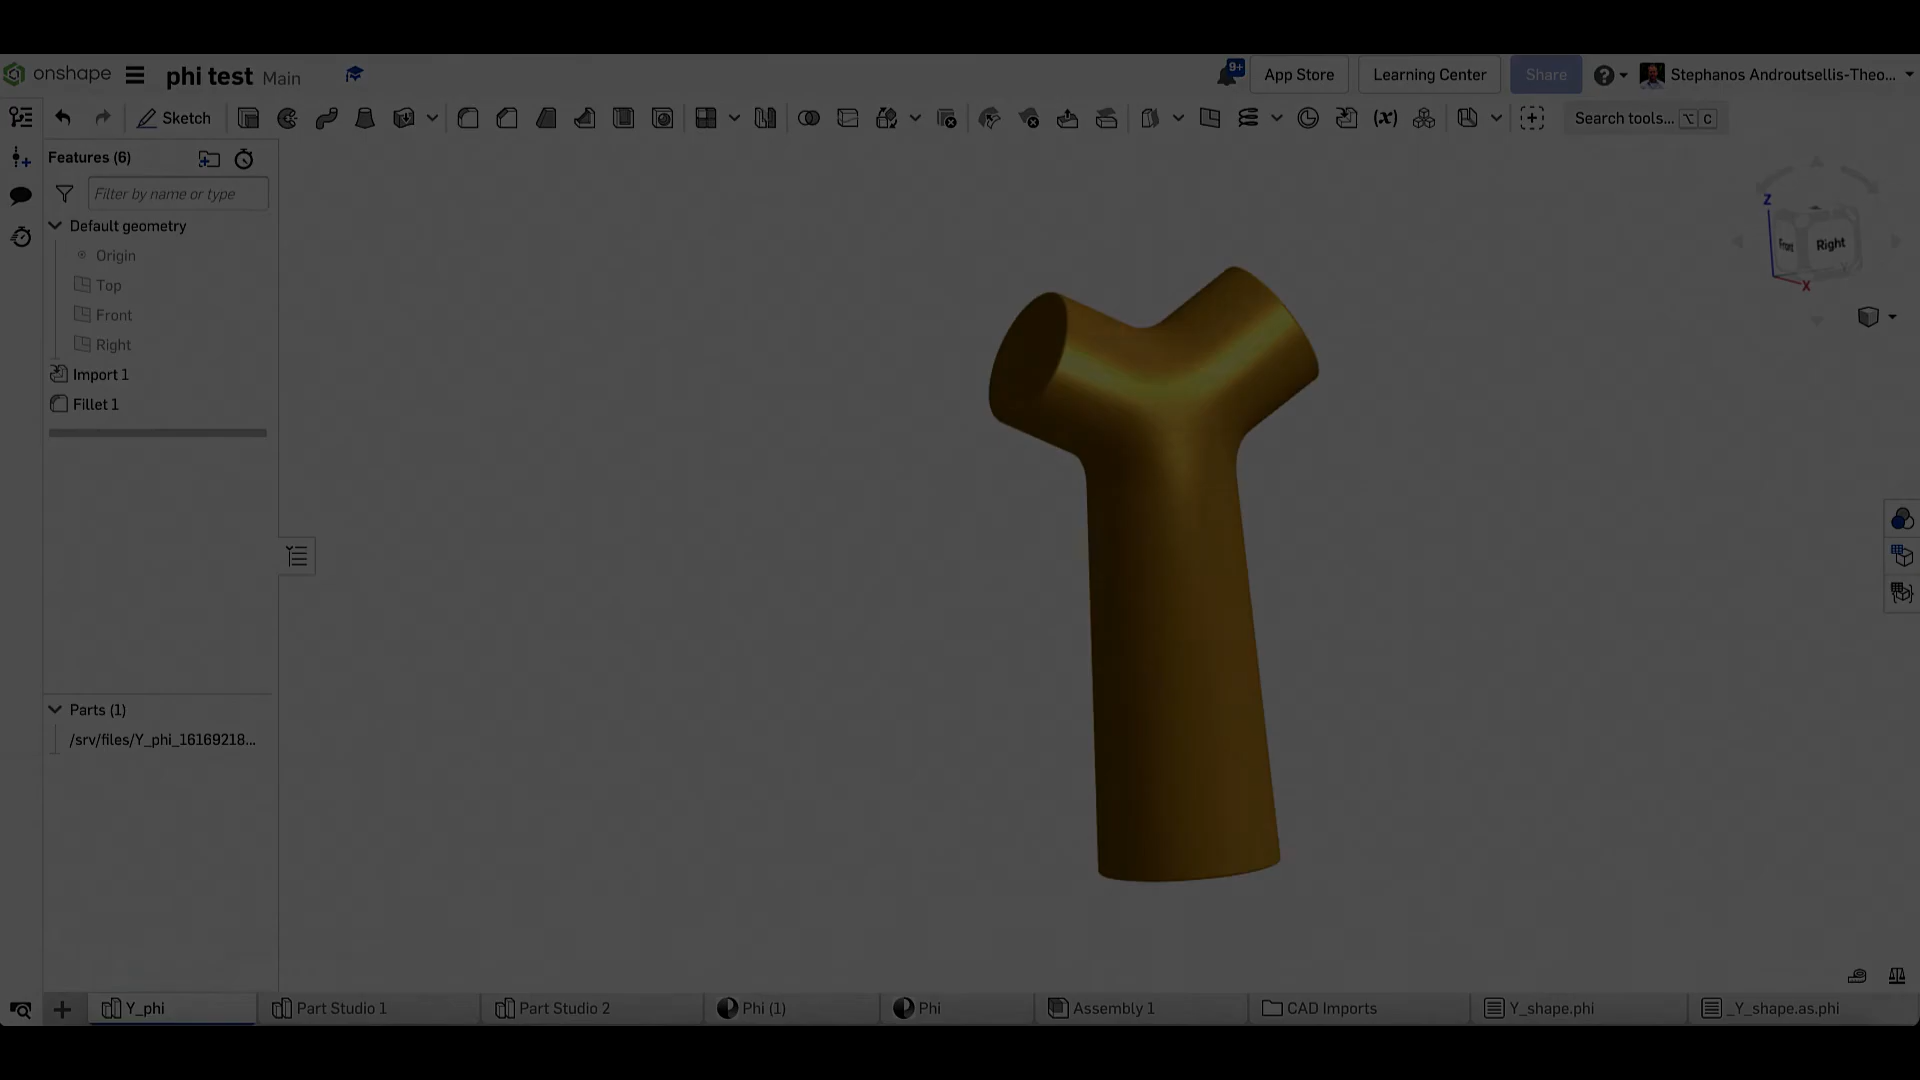 onshape phi test Main 9+ App Store Learning Center Share Stephanos Androutsellis-Theo...
Sketch (x) Search tools... ⌥ C
Features (6)
Filter by name or type
Default geometry
Origin
Top
Front
Right
Import 1
Fillet 1
Z
Front Right
X
Parts (1)
/srv/files/Y_phi_16169218...
Y_phi Part Studio 1 Part Studio 2 Phi (1) Phi Assembly 1 CAD Imports Y_shape.phi _Y_shape.as.phi